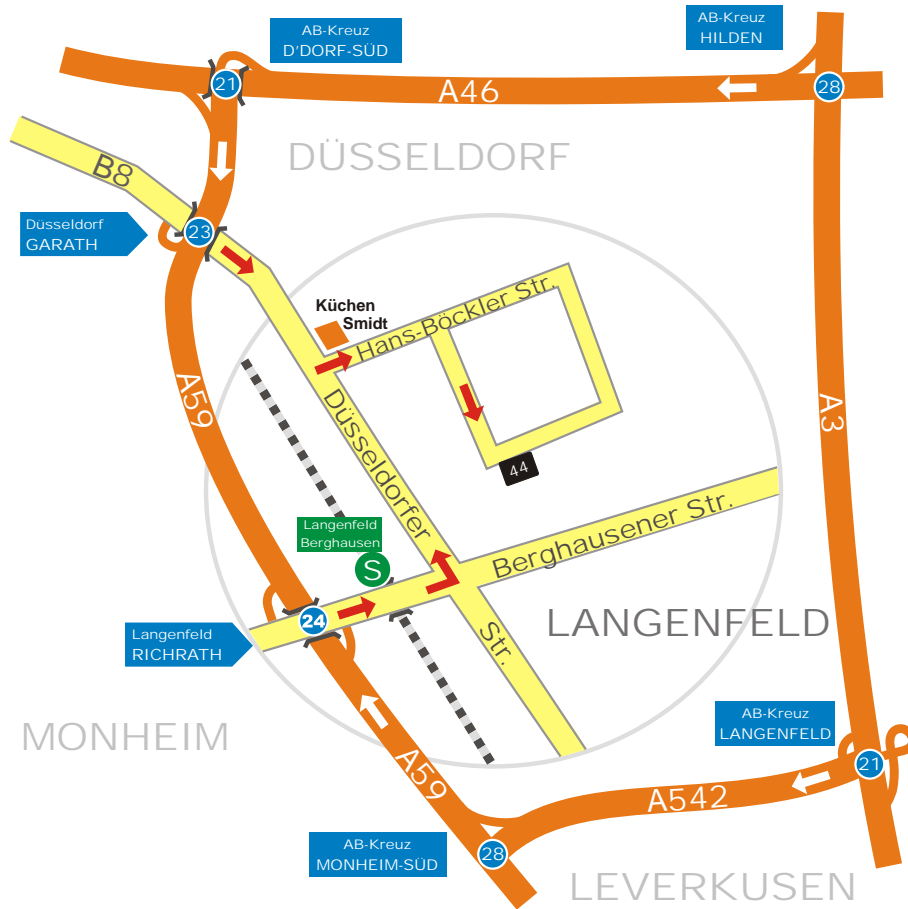 AB-Kreuz
D'DORF-SÜD
AB-Kreuz
HILDEN
21
A46
28
DÜSSELDORF
B8
Düsseldorf
GARATH
23
Küchen
Smidt
Hans-Böckler Str.
A59
Düsseldorfer
A3
44
Langenfeld
Berghausen
S
Berghausener Str.
24
LANGENFELD
Langenfeld
RICHRATH
Str.
MONHEIM
AB-Kreuz
LANGENFELD
21
A59
A542
AB-Kreuz
MONHEIM-SÜD
28
LEVERKUSEN